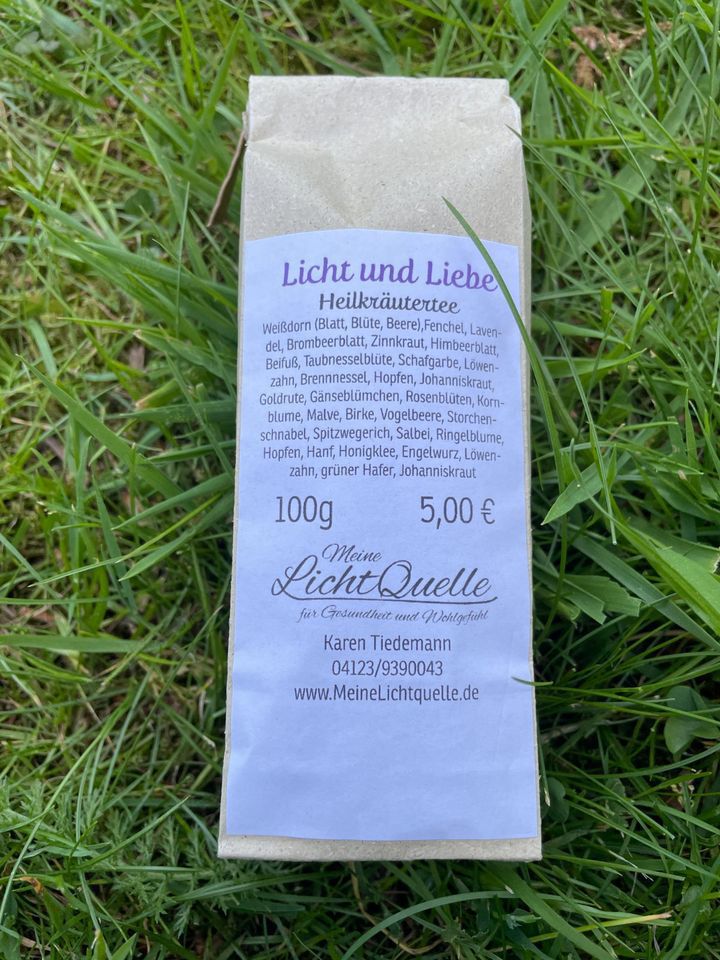 Licht und Liebe
Heilkräutertee
Weißdorn (Blatt, Blüte, Beere),Fenchel, Laven-
del, Brombeerblatt, Zinnkraut, Himbeerblatt,
Beifuß, Taubnesselblüte, Schafgarbe, Löwen-
zahn, Brennnessel, Hopfen, Johanniskraut,
Goldrute, Gänseblümchen, Rosenblüten, Korn-
blume, Malve, Birke, Vogelbeere, Storchen-
schnabel, Spitzwegerich, Salbei, Ringelblume,
Hopfen, Hanf, Honigklee, Engelwurz, Löwen-
zahn, grüner Hafer, Johanniskraut
100g 5,00 €
Meine
LichtQuelle
für Gesundheit und Wohlgefühl
Karen Tiedemann
04123/9390043
www.MeineLichtquelle.de